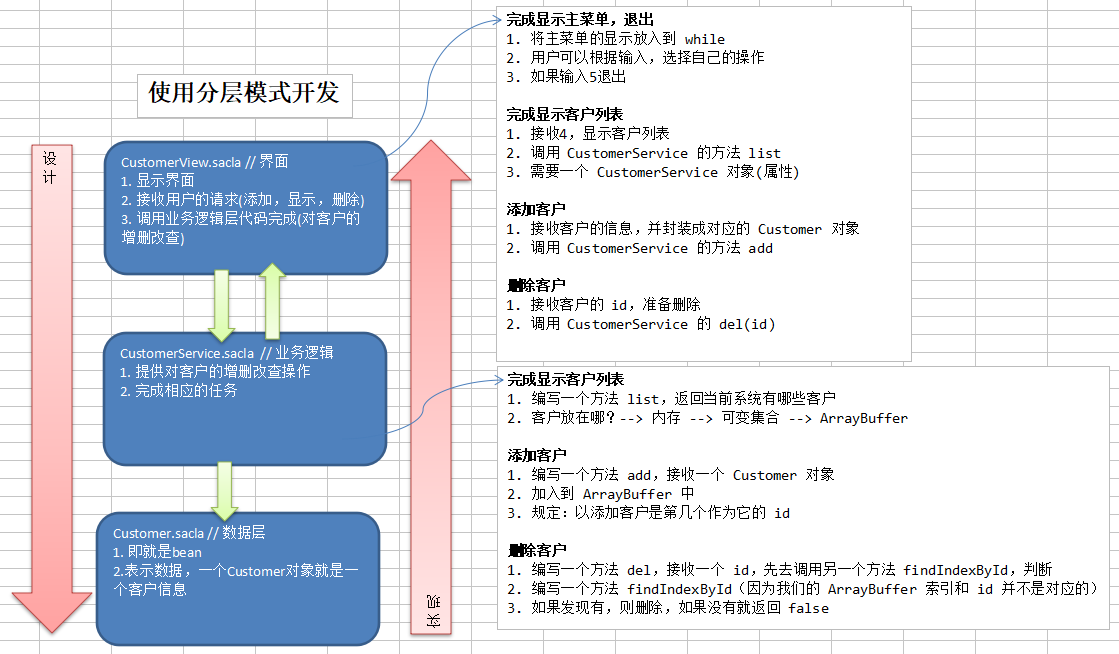 使用分层模式开发
设
计
CustomerView.sacla // 界面
1. 显示界面
2. 接收用户的请求(添加，显示，删除)
3. 调用业务逻辑层代码完成(对客户的
增删改查)
CustomerService.sacla // 业务逻辑
1. 提供对客户的增删改查操作
2. 完成相应的任务
Customer.sacla // 数据层
1. 即就是bean
2.表示数据，一个Customer对象就是一
个客户信息
实现
完成显示主菜单，退出
1. 将主菜单的显示放入到 while
2. 用户可以根据输入，选择自己的操作
3. 如果输入5退出
完成显示客户列表
1. 接收4，显示客户列表
2. 调用 CustomerService 的方法 list
3. 需要一个 CustomerService 对象(属性)
添加客户
1. 接收客户的信息，并封装成对应的 Customer 对象
2. 调用 CustomerService 的方法 add
删除客户
1. 接收客户的 id，准备删除
2. 调用 CustomerService 的 del(id)
完成显示客户列表
1. 编写一个方法 list，返回当前系统有哪些客户
2. 客户放在哪？--> 内存 --> 可变集合 --> ArrayBuffer
添加客户
1. 编写一个方法 add，接收一个 Customer 对象
2. 加入到 ArrayBuffer 中
3. 规定：以添加客户是第几个作为它的 id
删除客户
1. 编写一个方法 del，接收一个 id，先去调用另一个方法 findIndexById，判断
2. 编写一个方法 findIndexById（因为我们的 ArrayBuffer 索引和 id 并不是对应的）
3. 如果发现有，则删除，如果没有就返回 false